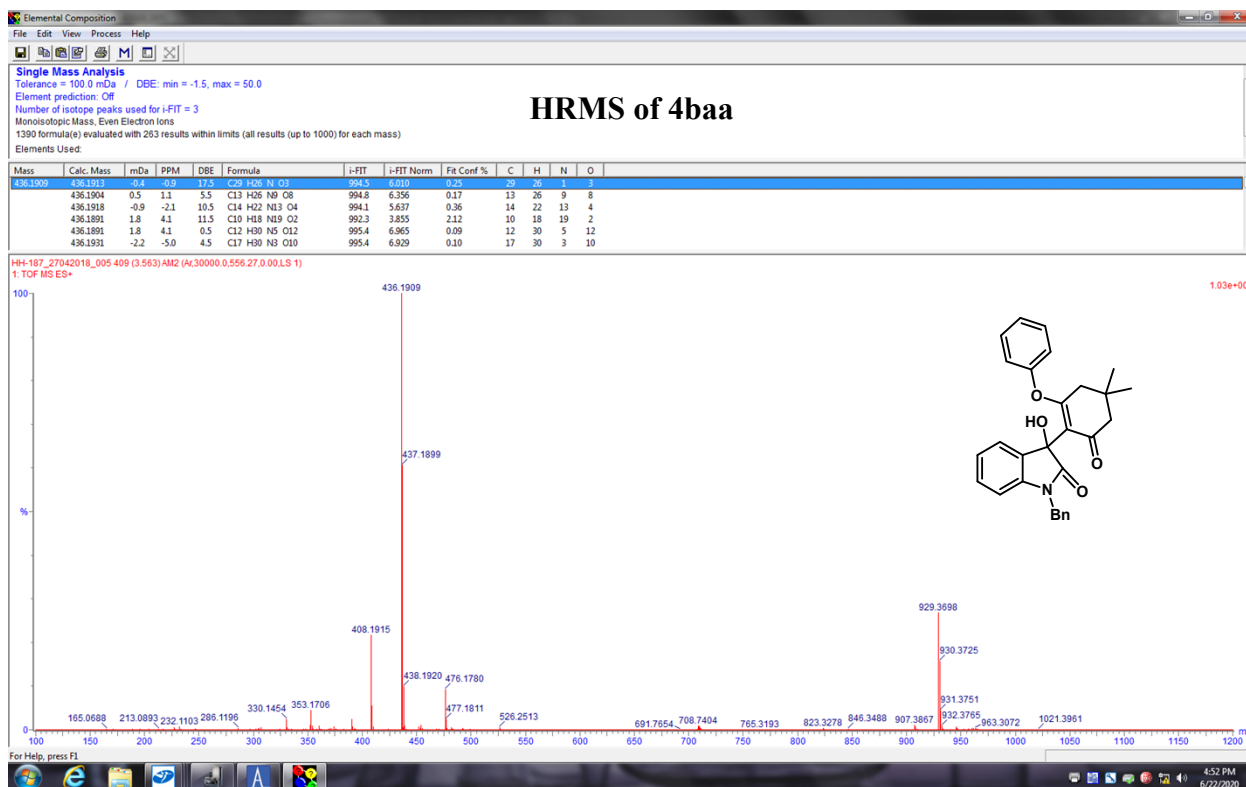 Elemental Composition
File Edit View Process Help
Single Mass Analysis
Tolerance = 100.0 mDa / DBE: min = -1.5, max = 50.0
Element prediction: Off
Number of isotope peaks used for i-FIT = 3
HRMS of 4baa
Monoisotopic Mass, Even Electron Ions
1390 formula(e) evaluated with 263 results within limits (all results (up to 1000) for each mass)
Elements Used:
Mass Calc. Mass mDa PPM DBE Formula i-FIT i-FIT Norm Fit Conf % C H N O
436.1909 436.1913 -0.4 -0.9 17.5 C29 H26 N O3 994.5 6.010 0.25 29 26 1 3
436.1904 0.5 1.1 5.5 C13 H26 N9 O8 994.8 6.356 0.17 13 26 9 8
436.1918 -0.9 -2.1 10.5 C14 H22 N13 O4 994.1 5.637 0.36 14 22 13 4
436.1891 1.8 4.1 11.5 C10 H18 N19 O2 992.3 3.855 2.12 10 18 19 2
436.1891 1.8 4.1 0.5 C12 H30 N5 O12 995.4 6.965 0.09 12 30 5 12
436.1931 -2.2 -5.0 4.5 C17 H30 N3 O10 995.4 6.929 0.10 17 30 3 10
HH-187_27042018_005 409 (3.563) AM2 (Ar,30000.0,556.27,0.00,LS 1)
1: TOF MS ES+
1.03e+00
100
436.1909
437.1899
%
O
HO
O
N
O
Bn
929.3698
408.1915
930.3725
438.1920
476.1780
931.3751
330.1454
353.1706
477.1811
932.3765
165.0688
213.0893
232.1103
286.1196
526.2513
691.7654
708.7404
765.3193
823.3278
846.3488
907.3867
963.3072
1021.3961
0
m
100 150 200 250 300 350 400 450 500 550 600 650 700 750 800 850 900 950 1000 1050 1100 1150 1200
For Help, press F1
4:52 PM
6/22/2020